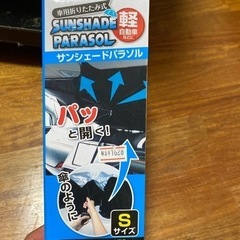 車用折りたたみ式
SUNSHADE
PARASOL
軽
自動車
サンシェードパラソル
パッ
と開く!
傘のように
S
サイズ